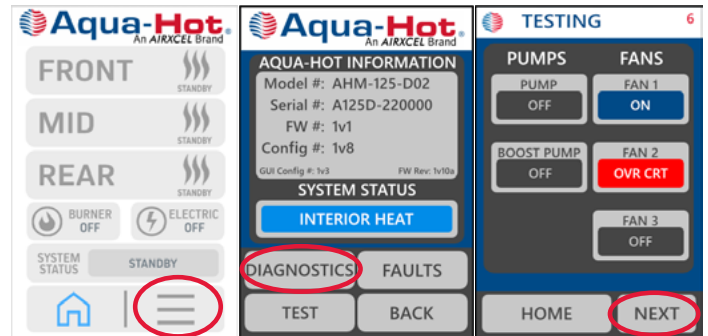 Aqua-Hot.
An AIRXCEL Brand
FRONT
STANDBY
MID
STANDBY
REAR
STANDBY
BURNER
OFF
ELECTRIC
OFF
SYSTEM
STATUS
STANDBY
Aqua-Hot.
An AIRXCEL Brand
AQUA-HOT INFORMATION
Model #: AHM-125-D02
Serial #: A125D-220000
FW #: 1v1
Config #: 1v8
GUI Config #: 1v3 FW Rev: 1v10a
SYSTEM STATUS
INTERIOR HEAT
DIAGNOSTICS FAULTS
TEST BACK
TESTING 6
PUMPS FANS
PUMP
OFF
FAN 1
ON
BOOST PUMP
OFF
FAN 2
OVR CRT
FAN 3
OFF
HOME NEXT